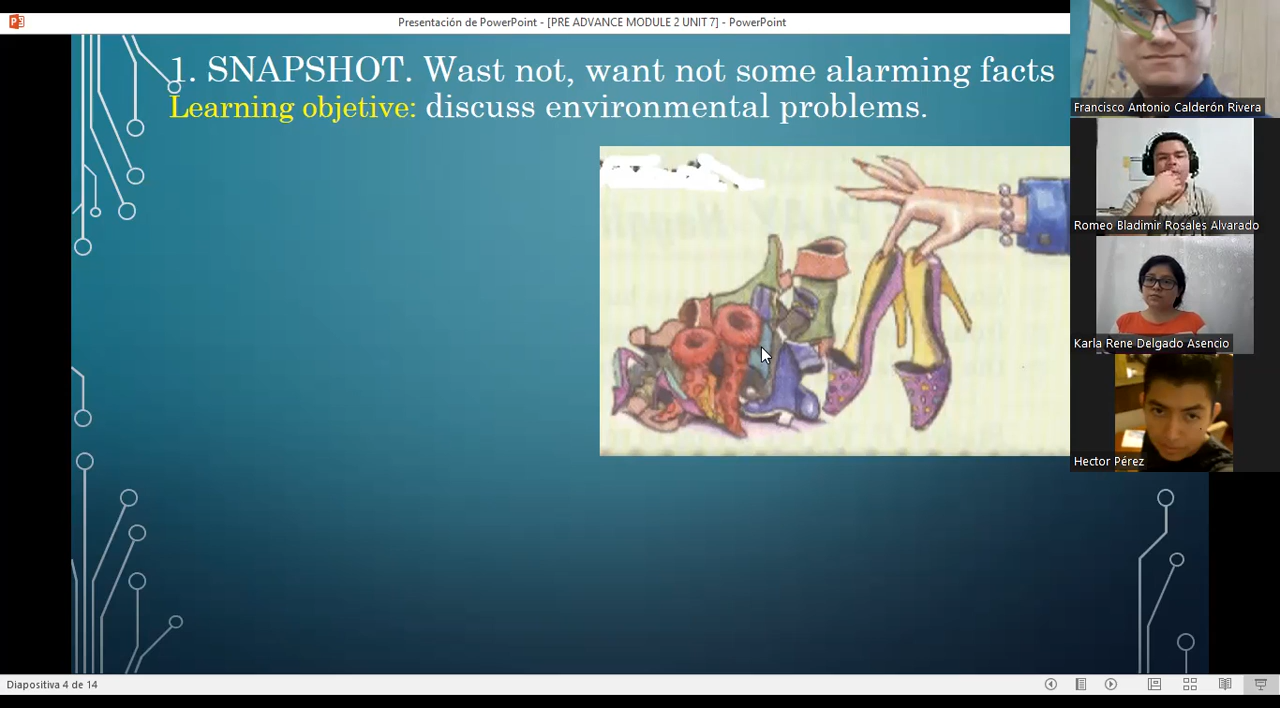 Presentación de PowerPoint - [PRE ADVANCE MODULE 2 UNIT 7] - PowerPoint
1. SNAPSHOT. Wast not, want not some alarming facts
Learning objetive: discuss environmental problems.
Francisco Antonio Calderón Rivera
Romeo Bladimir Rosales Alvarado
Karla Rene Delgado Asencio
Hector Pérez
Diapositiva 4 de 14